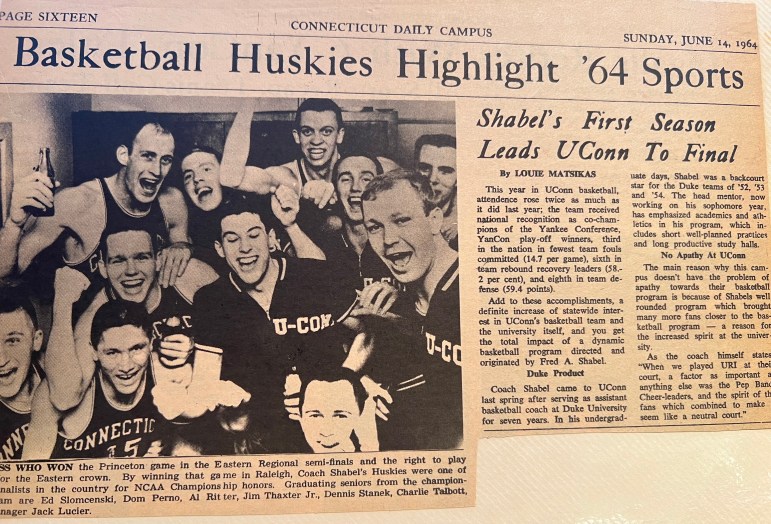 PAGE SIXTEEN
CONNECTICUT DAILY CAMPUS
SUNDAY, JUNE 14, 1964
Basketball Huskies Highlight '64 Sports
U-CON
U-CO
CONNECTIC
15
Shabel's First Season
Leads UConn To Final
By LOUIE MATSIKAS
This year in UConn basketball,
attendence rose twice as much as
it did last year; the team received
national recognition as co-cham-
pions of the Yankee Conference,
YanCon play-off winners, third
in the nation in fewest team fouls
committed (14.7 per game), sixth in
team rebound recovery leaders (58.-
2 per cent), and eighth in team de-
fense (59.4 points).
Add to these accomplishments, a
definite increase of statewide inter-
est in UConn's basketball team and
the university itself, and you get
the total impact of a dynamic
basketball program directed and
originated by Fred A. Shabel.
Duke Product
Coach Shabel came to UConn
last spring after serving as assistant
basketball coach at Duke University
for seven years. In his undergrad-
uate days, Shabel was a backcourt
star for the Duke teams of '52, '53
and '54. The head mentor, now
working on his sophomore year,
has emphasized academics and ath-
letics in his program, which in-
cludes short well-planned practices
and long productive study halls.
No Apathy At UConn
The main reason why this cam-
pus doesn't have the problem of
apathy towards their basketball
program is because of Shabels well
rounded program which brought
many more fans closer to the bas-
ketball program — a reason for
the increased spirit at the univer-
sity.
As the coach himself states
"When we played URI at their
court, a factor as important a
anything else was the Pep Band
Cheer-leaders, and the spirit of th
fans which combined to make
seem like a neutral court."
SS WHO WON the Princeton game in the Eastern Regional semi-finals and the right to play
or the Eastern crown. By winning that game in Raleigh, Coach Shabel's Huskies were one of
nalists in the country for NCAA Championship honors. Graduating seniors from the champion-
am are Ed Slomcenski, Dom Perno, Al Ritter, Jim Thaxter Jr., Dennis Stanek, Charlie Talbott,
nager Jack Lucier.